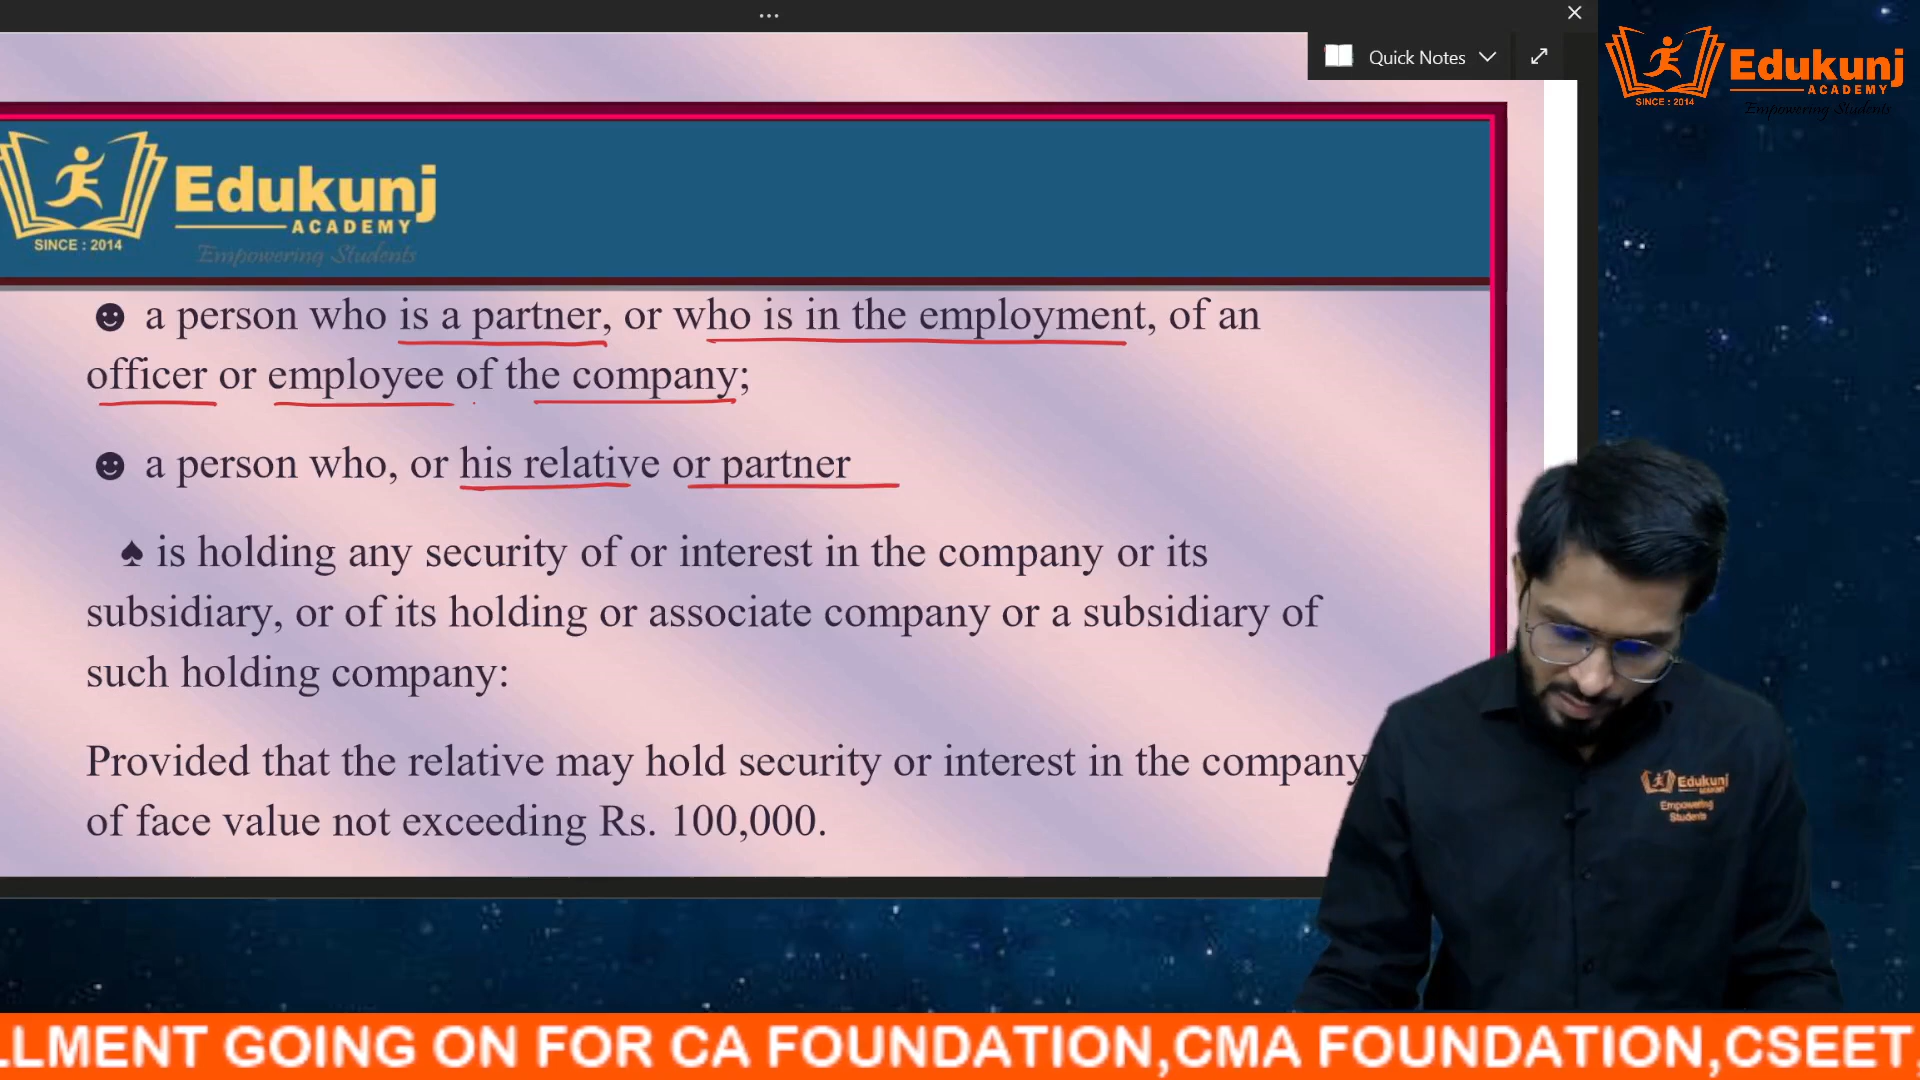 Quick Notes
Edukunj
ACADEMY
SINCE : 2014
Empowering Students
Edukunj
ACADEMY
SINCE : 2014
Empowering Students
☻ a person who is a partner, or who is in the employment, of an
officer or employee of the company;
☻ a person who, or his relative or partner
♠ is holding any security of or interest in the company or its
subsidiary, or of its holding or associate company or a subsidiary of
such holding company:
Provided that the relative may hold security or interest in the company
of face value not exceeding Rs. 100,000.
Edukunj
Empowering
Students
LLMENT GOING ON FOR CA FOUNDATION,CMA FOUNDATION,CSEET,